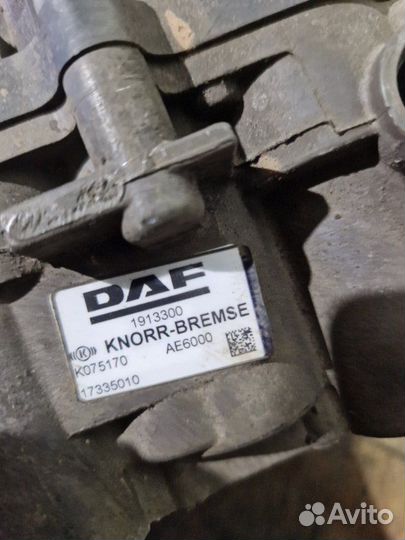 DAF
1913300
KNORR-BREMSE
K075170 AE6000
17335010
Avito